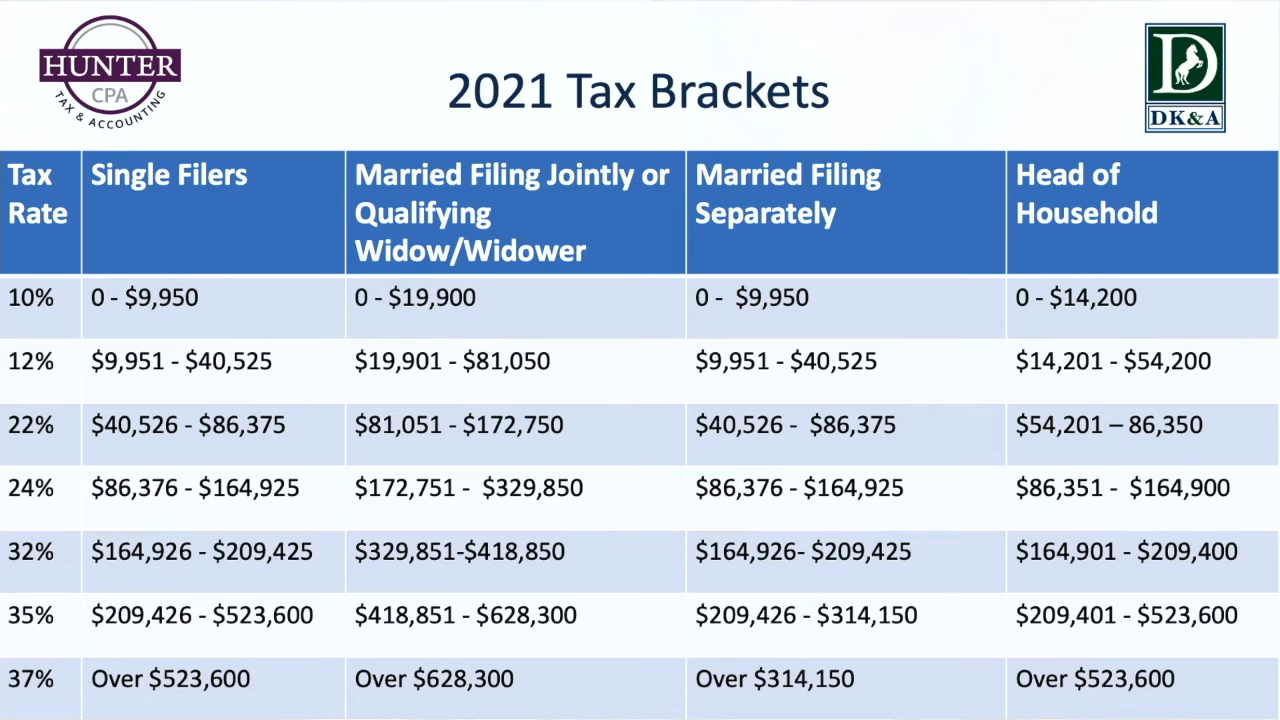 HUNTER
CPA
TAX & ACCOUNTING
2021 Tax Brackets
D
DK&A
Tax Rate
Single Filers
Married Filing Jointly or
Qualifying
Widow/Widower
Married Filing
Separately
Head of
Household
10% 0 - $9,950 0 - $19,900 0 - $9,950 0 - $14,200
12% $9,951 - $40,525 $19,901 - $81,050 $9,951 - $40,525 $14,201 - $54,200
22% $40,526 - $86,375 $81,051 - $172,750 $40,526 - $86,375 $54,201 – 86,350
24% $86,376 - $164,925 $172,751 - $329,850 $86,376 - $164,925 $86,351 - $164,900
32% $164,926 - $209,425 $329,851-$418,850 $164,926- $209,425 $164,901 - $209,400
35% $209,426 - $523,600 $418,851 - $628,300 $209,426 - $314,150 $209,401 - $523,600
37% Over $523,600 Over $628,300 Over $314,150 Over $523,600